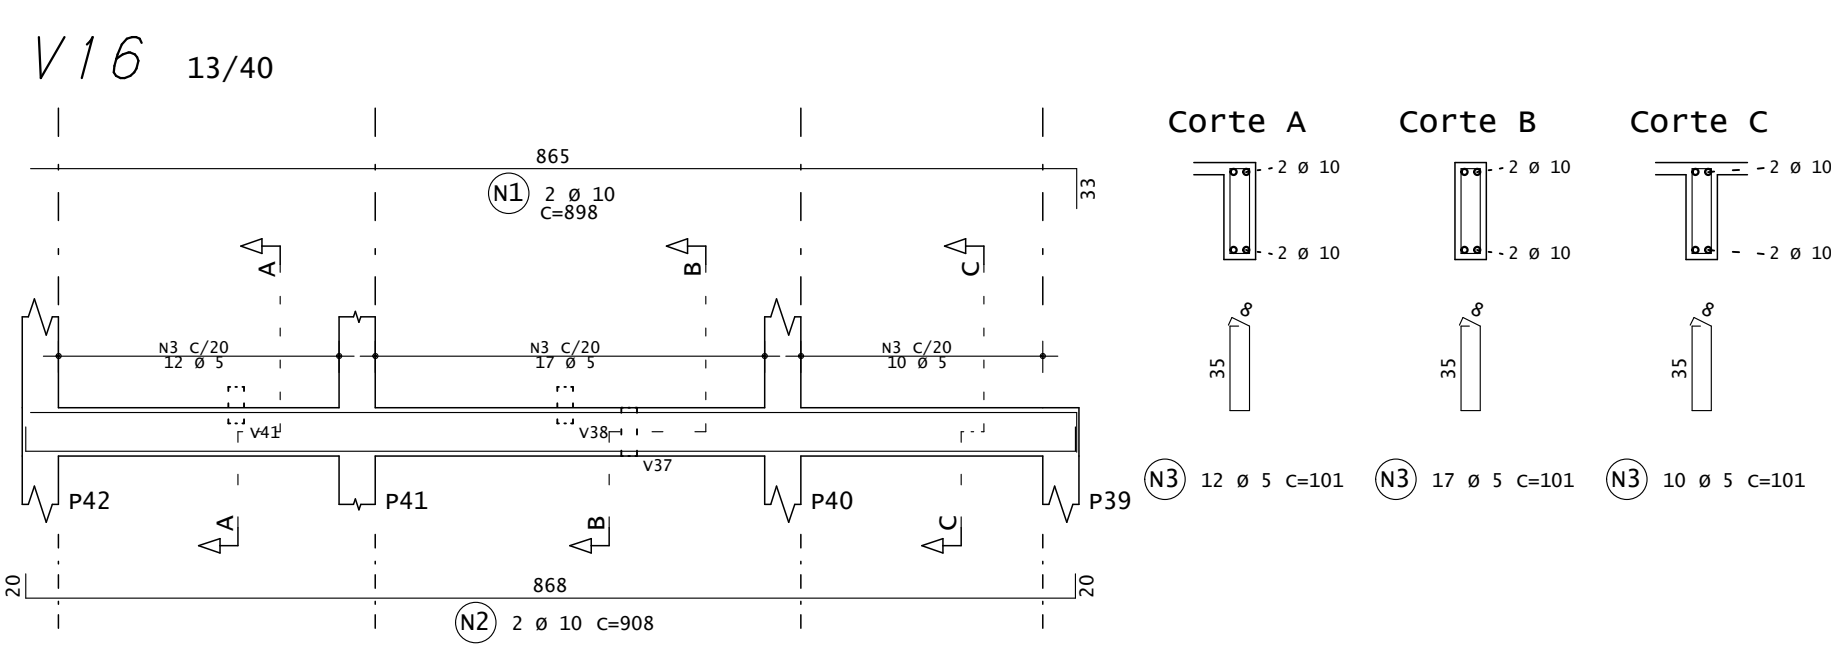 V16 13/40
865
33
N1 2 Ø 10
C=898
A
B
C
N3 C/20
12 Ø 5
N3 C/20
17 Ø 5
N3 C/20
10 Ø 5
V41
V38
V37
P42
P41
P40
P39
A
B
C
20
868
20
N2 2 Ø 10 C=908
Corte A
2 Ø 10
2 Ø 10
8
35
N3 12 Ø 5 C=101
Corte B
2 Ø 10
2 Ø 10
8
35
N3 17 Ø 5 C=101
Corte C
2 Ø 10
2 Ø 10
8
35
N3 10 Ø 5 C=101